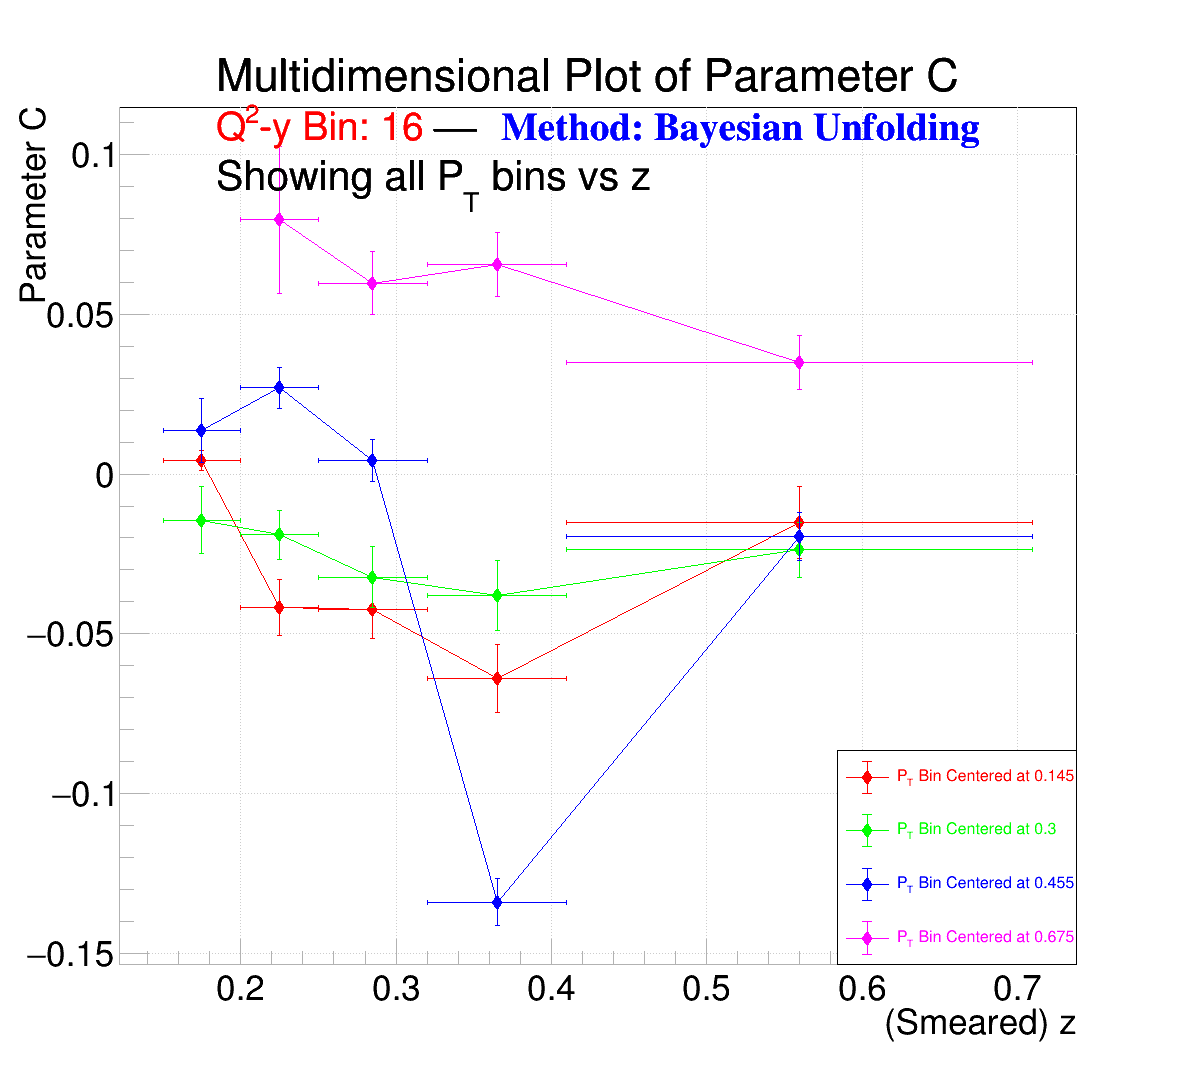 Multidimensional Plot of Parameter C
Q²-y Bin: 16 — Method: Bayesian Unfolding
Showing all P_T bins vs z
Parameter C
0.1
0.05
0
−0.05
−0.1
−0.15
0.2 0.3 0.4 0.5 0.6 0.7
(Smeared) z
P_T Bin Centered at 0.145
P_T Bin Centered at 0.3
P_T Bin Centered at 0.455
P_T Bin Centered at 0.675